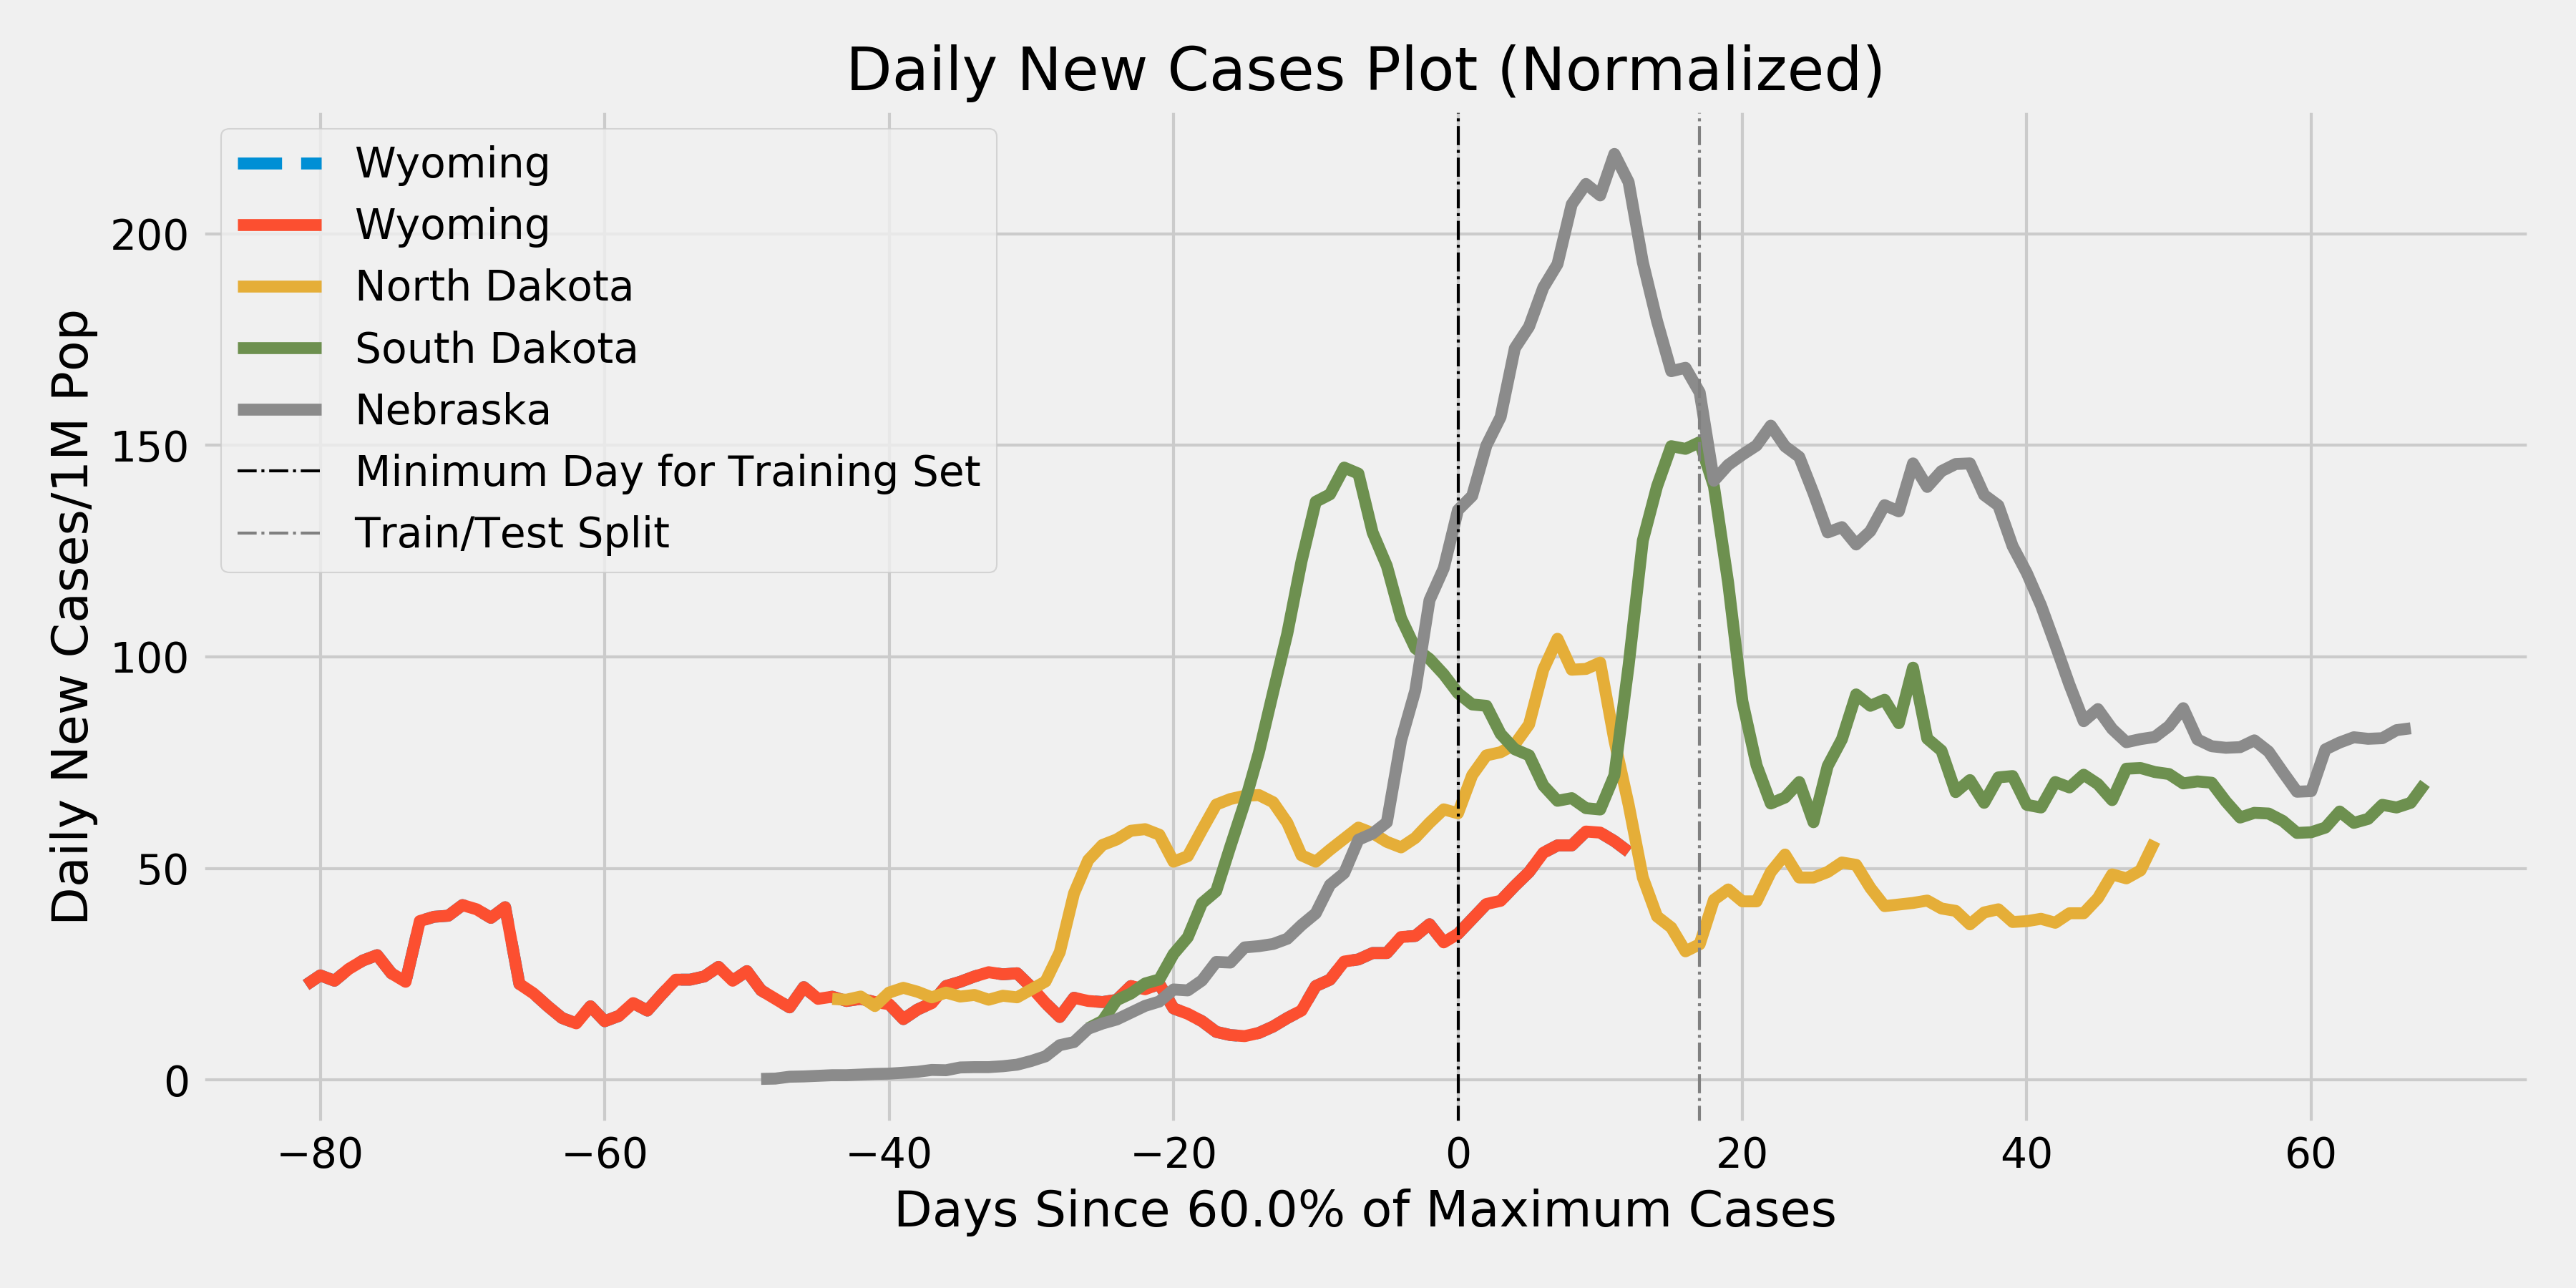 Daily New Cases Plot (Normalized)
Wyoming
Wyoming
North Dakota
South Dakota
Nebraska
Minimum Day for Training Set
Train/Test Split
Daily New Cases/1M Pop
200
150
100
50
0
−80 −60 −40 −20 0 20 40 60
Days Since 60.0% of Maximum Cases